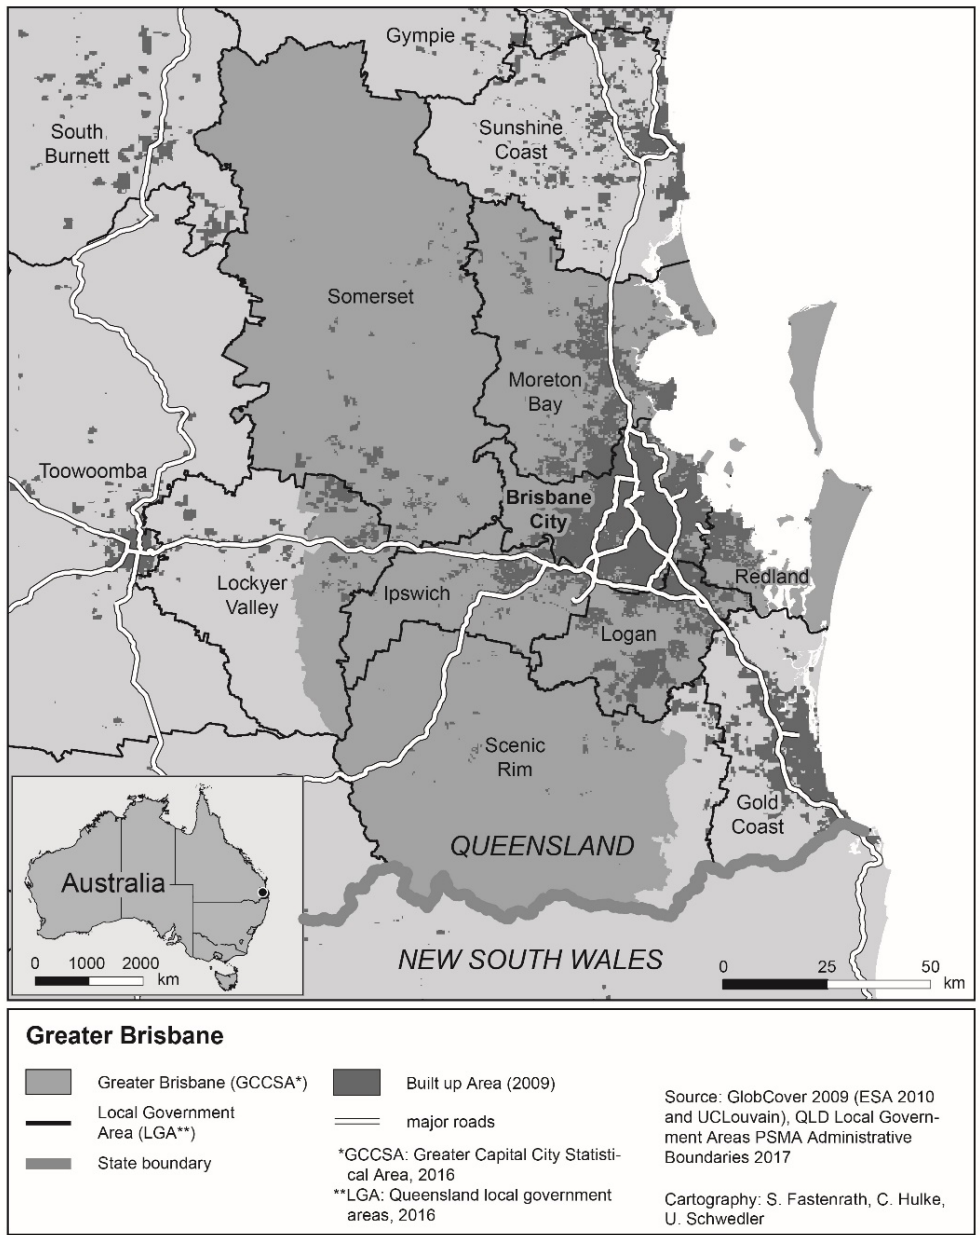 Gympie
South
Burnett
Sunshine
Coast
Somerset
Moreton
Bay
Toowoomba
Brisbane
City
Lockyer
Valley
Ipswich
Redland
Logan
Scenic
Rim
Gold
Coast
QUEENSLAND
NEW SOUTH WALES
Australia
0 1000 2000
km
0 25 50
km
Greater Brisbane
Greater Brisbane (GCCSA*)
Local Government
Area (LGA**)
State boundary
Built up Area (2009)
major roads
*GCCSA: Greater Capital City Statisti-
cal Area, 2016
**LGA: Queensland local government
areas, 2016
Source: GlobCover 2009 (ESA 2010
and UCLouvain), QLD Local Govern-
ment Areas PSMA Administrative
Boundaries 2017
Cartography: S. Fastenrath, C. Hulke,
U. Schwedler